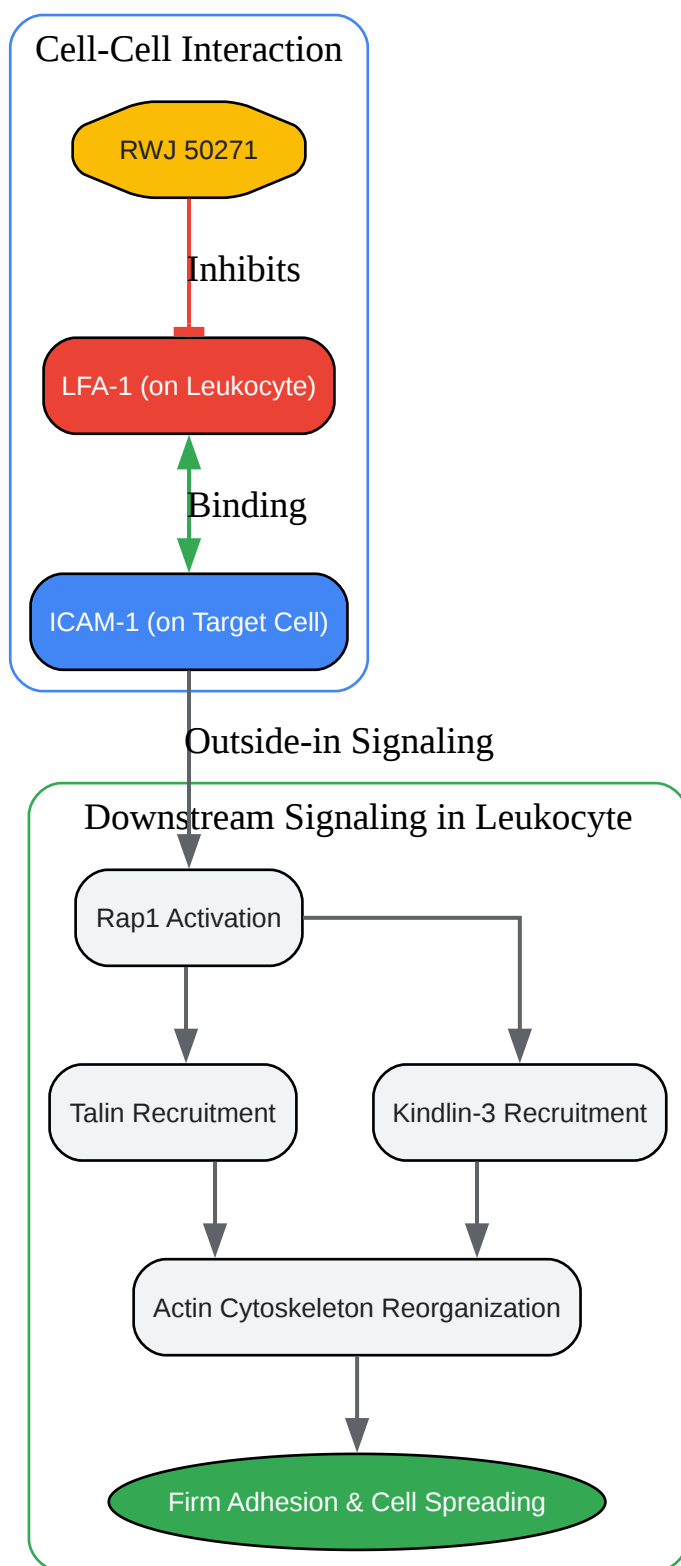 Cell-Cell Interaction
RWJ 50271
Inhibits
LFA-1 (on Leukocyte)
Binding
ICAM-1 (on Target Cell)
Outside-in Signaling
Downstream Signaling in Leukocyte
Rap1 Activation
Talin Recruitment
Kindlin-3 Recruitment
Actin Cytoskeleton Reorganization
Firm Adhesion & Cell Spreading